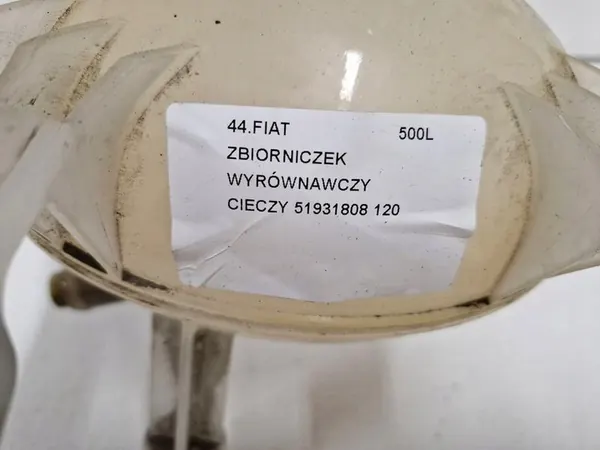 44.FIAT 500L
ZBIORNICZEK
WYRÓWNAWCZY
CIECZY 51931808 120